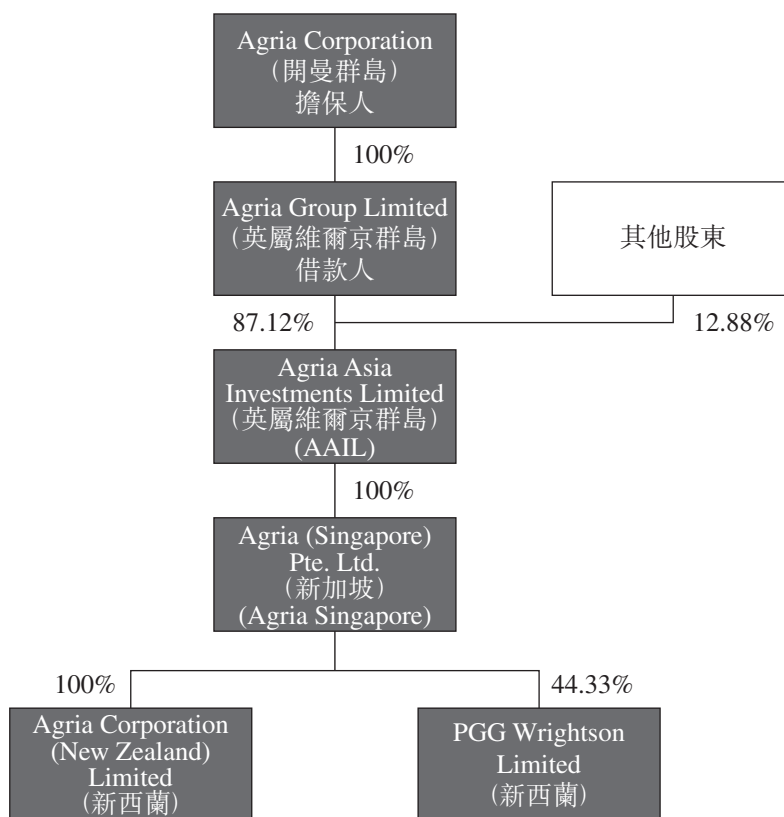 Agria Corporation
（開曼群島）
擔保人
100%
Agria Group Limited
（英屬維爾京群島）
借款人
其他股東
87.12%
12.88%
Agria Asia
Investments Limited
（英屬維爾京群島）
(AAIL)
100%
Agria (Singapore)
Pte. Ltd.
（新加坡）
(Agria Singapore)
100%
44.33%
Agria Corporation
(New Zealand)
Limited
（新西蘭）
PGG Wrightson
Limited
（新西蘭）